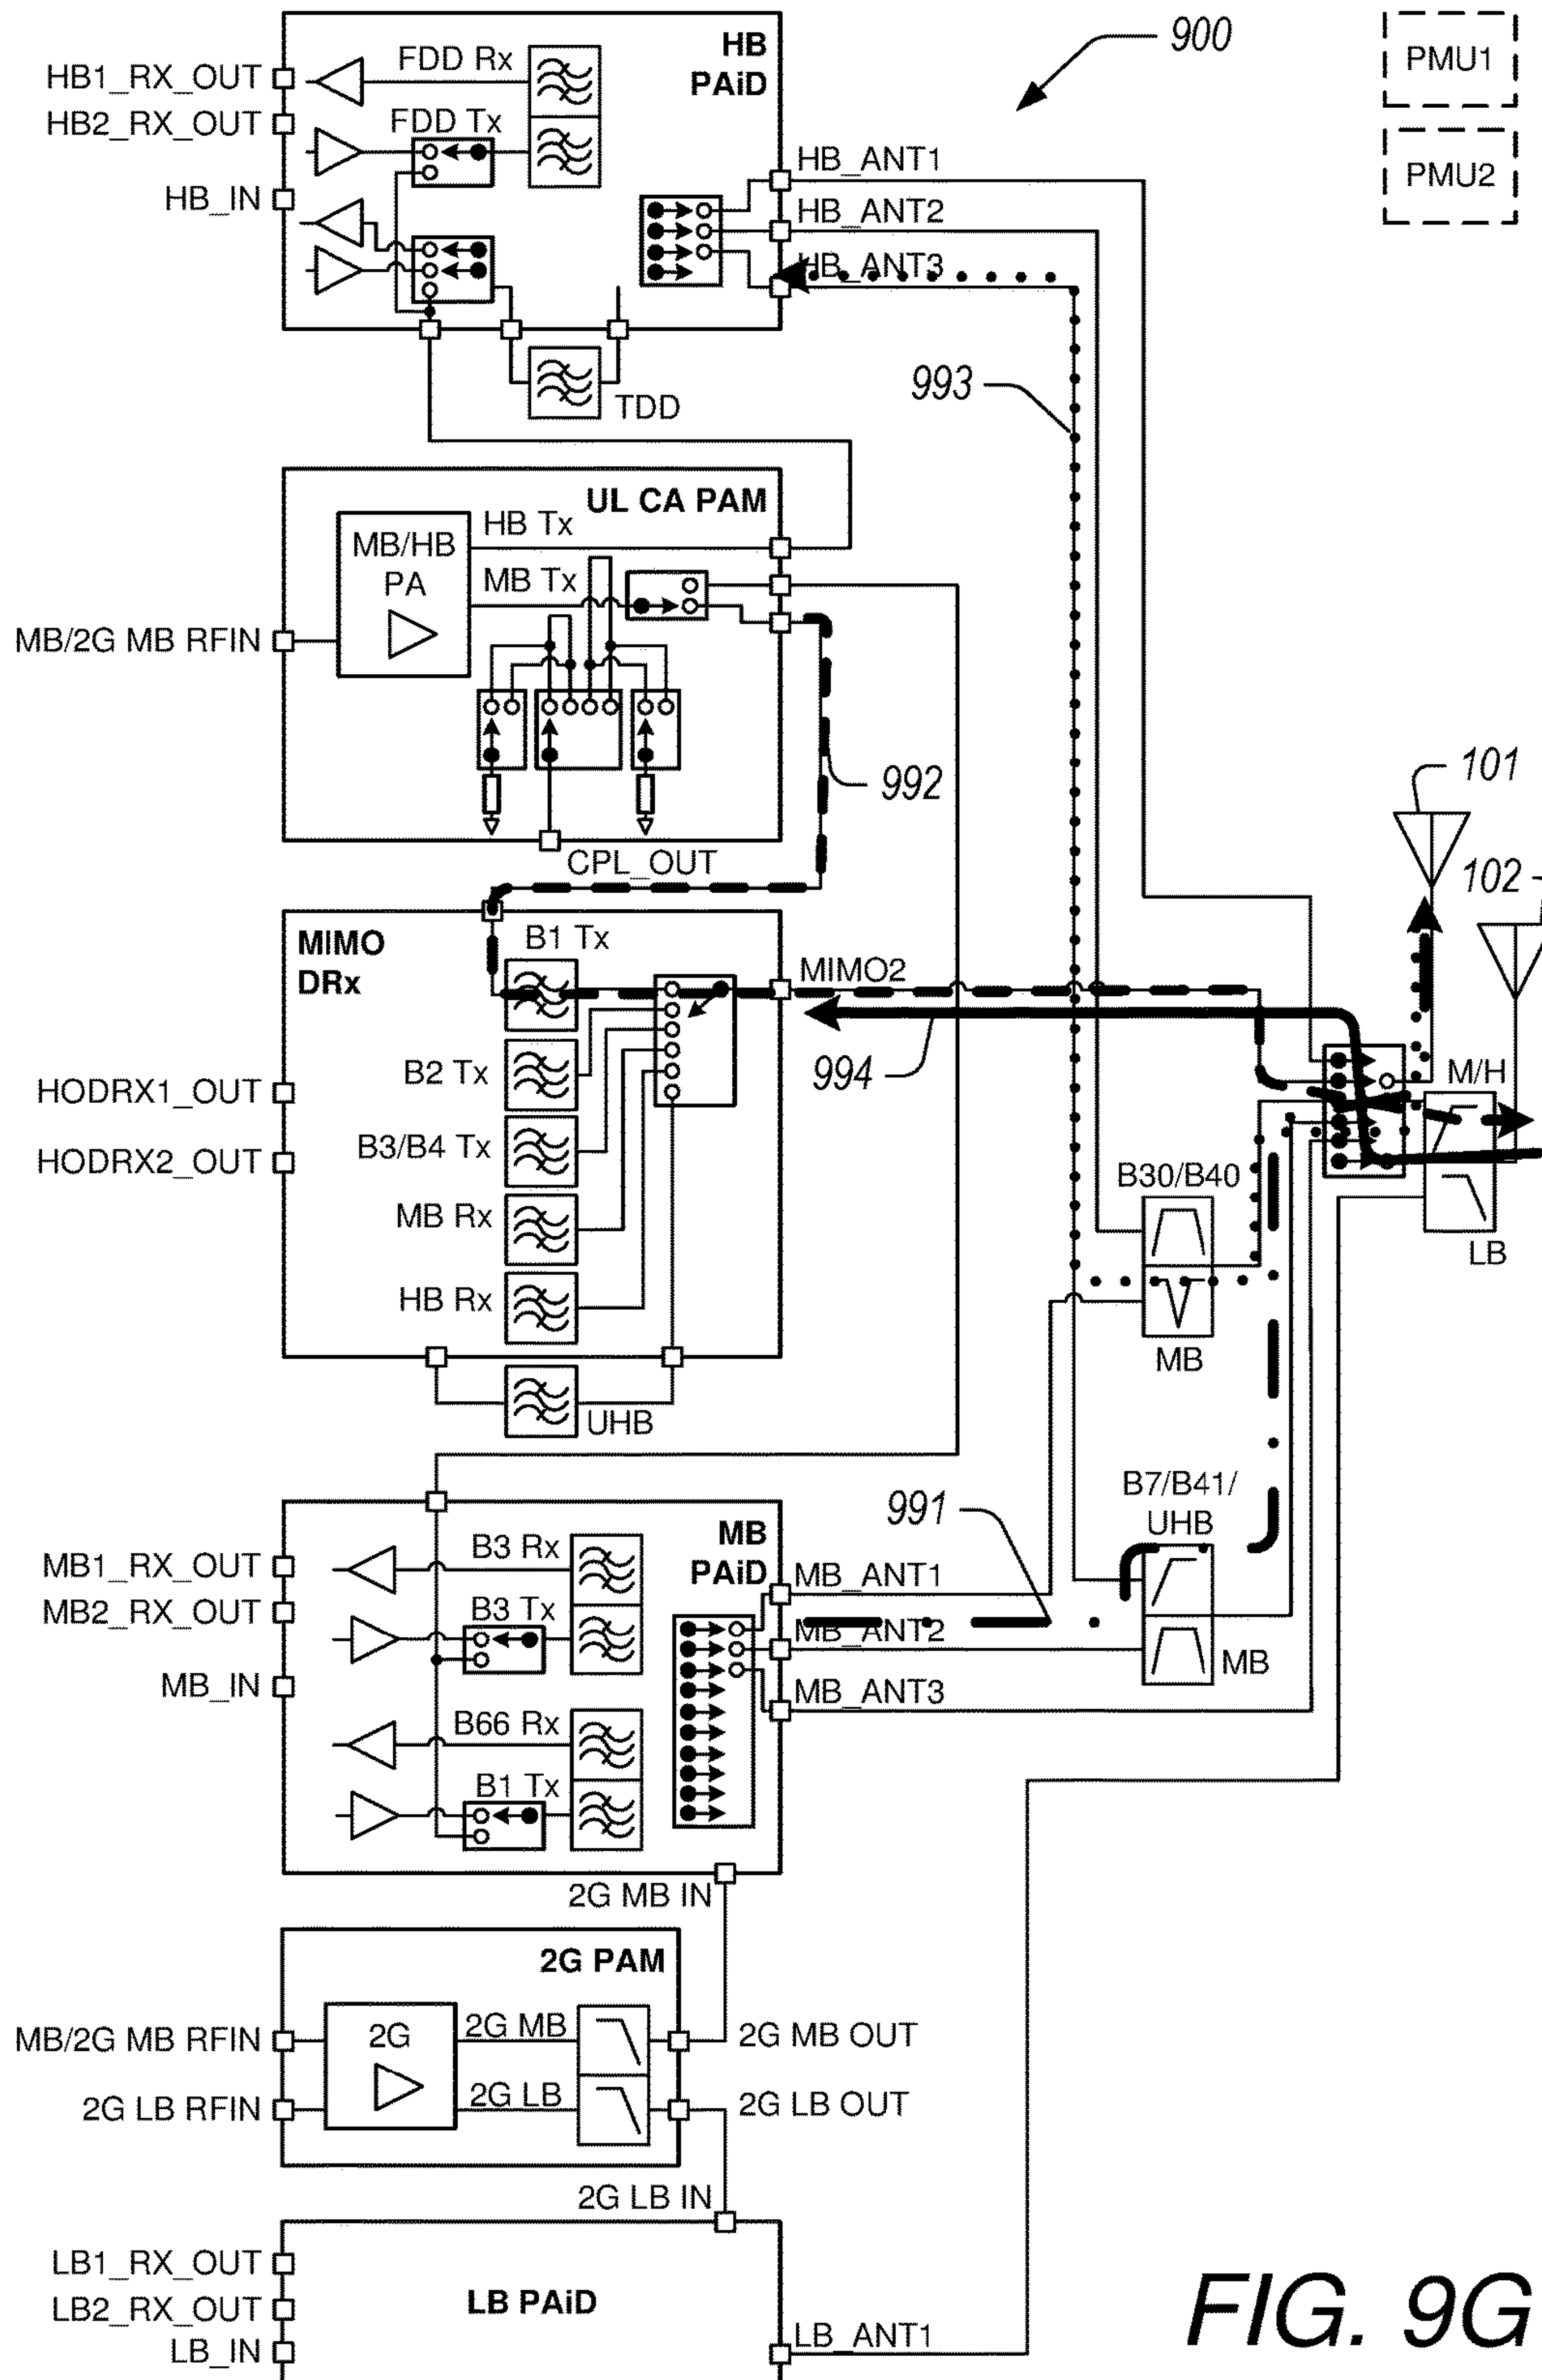 HB
PAiD
900
PMU1
PMU2
HB1_RX_OUT
FDD Rx
HB2_RX_OUT
FDD Tx
HB_IN
HB_ANT1
HB_ANT2
HB_ANT3
TDD
993
UL CA PAM
MB/HB
PA
HB Tx
MB Tx
MB/2G MB RFIN
992
CPL_OUT
101
102
MIMO
DRx
B1 Tx
MIMO2
994
M/H
B2 Tx
HODRX1_OUT
B3/B4 Tx
HODRX2_OUT
B30/B40
MB Rx
LB
HB Rx
MB
UHB
B7/B41/
UHB
991
MB
PAiD
MB1_RX_OUT
B3 Rx
MB_ANT1
MB2_RX_OUT
B3 Tx
MB_ANT2
MB
MB_IN
MB_ANT3
B66 Rx
B1 Tx
2G MB IN
2G PAM
MB/2G MB RFIN
2G
2G MB
2G MB OUT
2G LB RFIN
2G LB
2G LB OUT
2G LB IN
LB1_RX_OUT
LB2_RX_OUT
LB PAiD
LB_IN
LB_ANT1
FIG. 9G